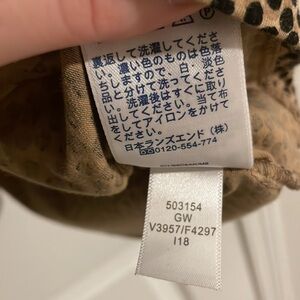 裏返して洗濯してくださ
い。濃い色のものは色落
ちしますので、白・淡色
品と分けて洗ってくださ
い。洗濯後はすぐに取り
出してください。当て布
をしてアイロンをかけて
ください。
日本ランズエンド（株）
0120-554-774
503154
GW
V3957/F4297
I18